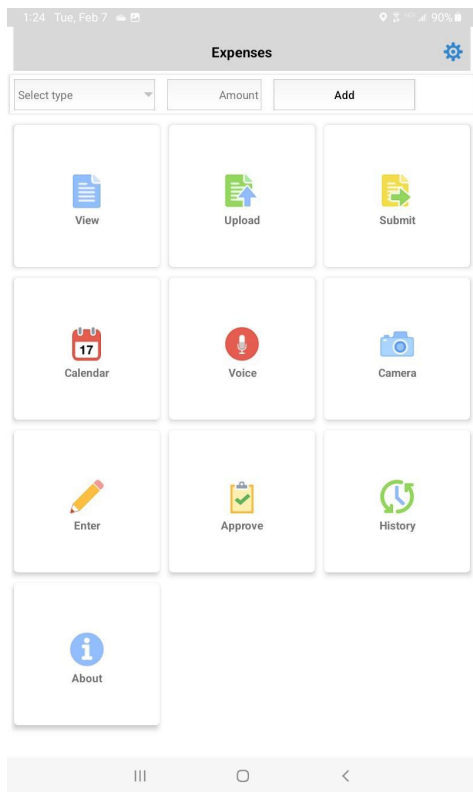 1:24 Tue, Feb 7 90%
Expenses
Select type Amount Add
View Upload Submit
17
Calendar Voice Camera
Enter Approve History
About